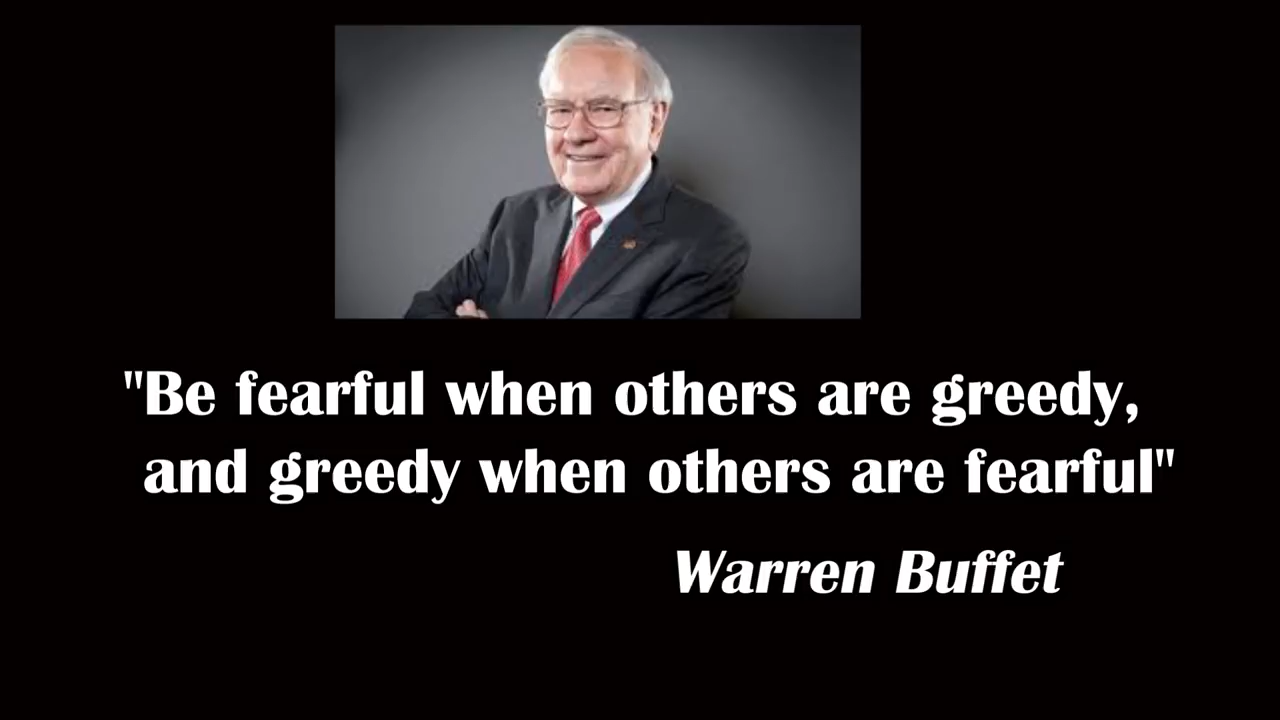 "Be fearful when others are greedy,
and greedy when others are fearful"
Warren Buffet